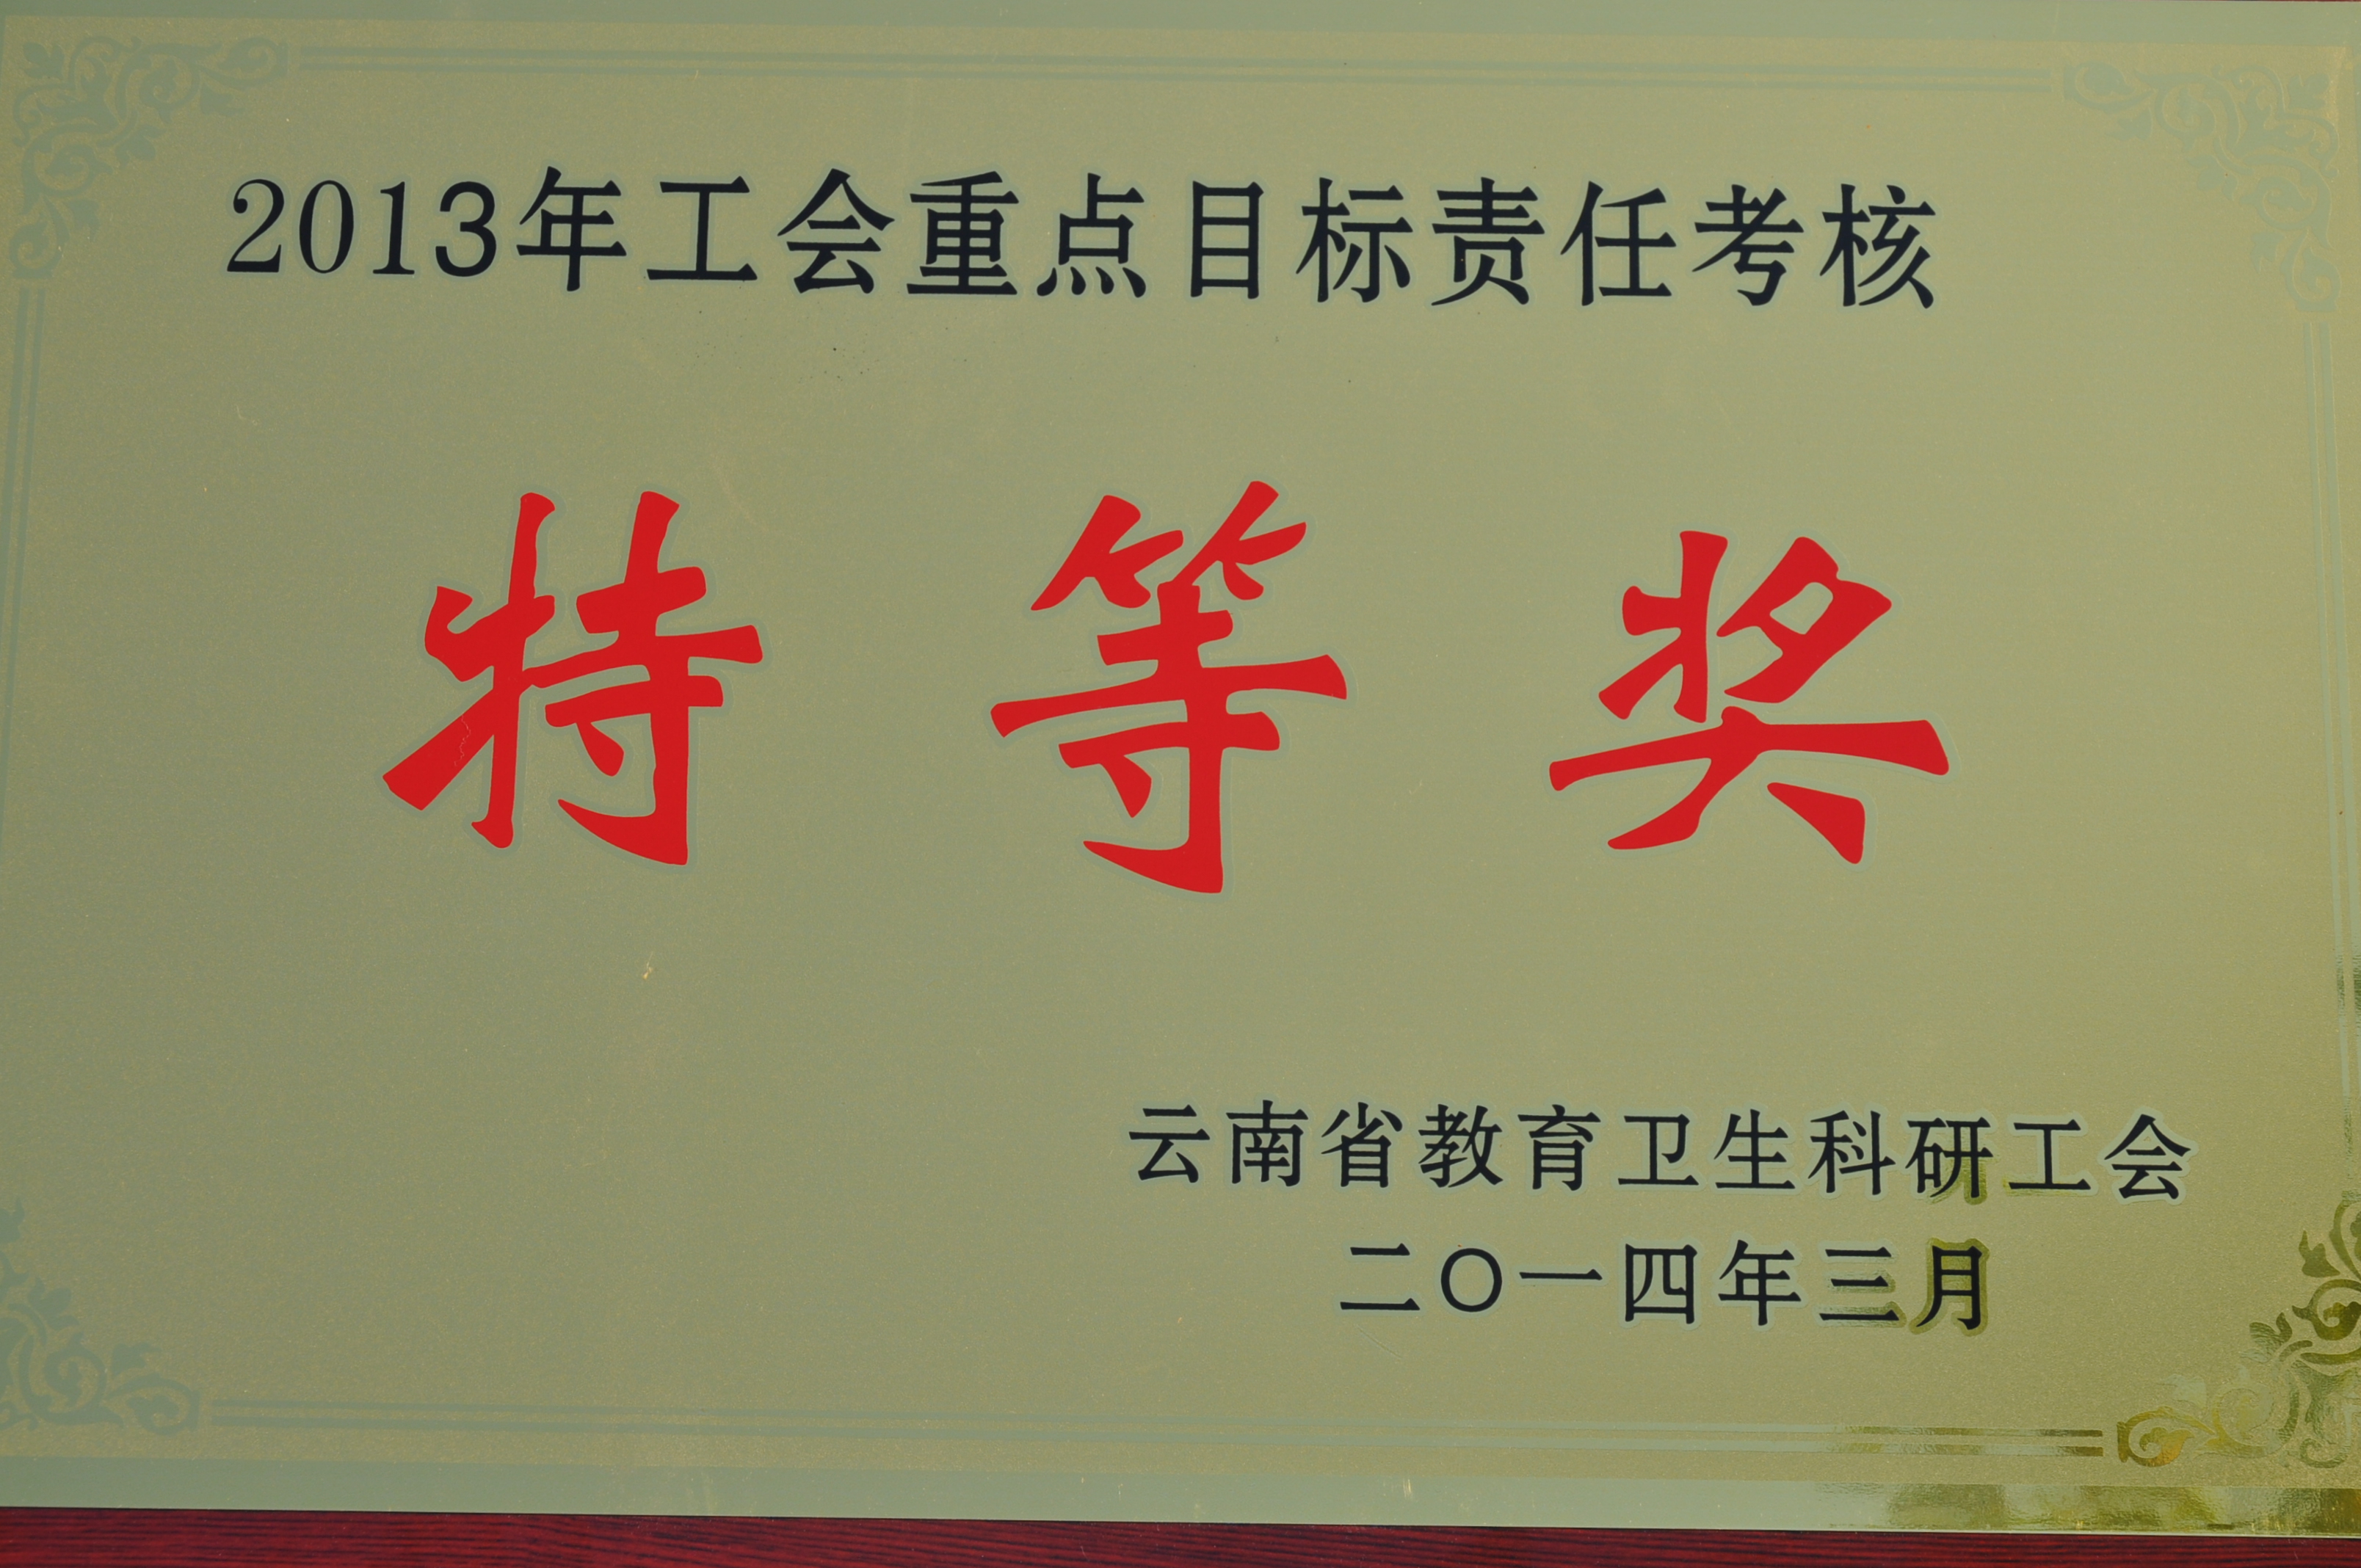 2013年工会重点目标责任考核
特等奖
云南省教育卫生科研工会
二〇一四年三月